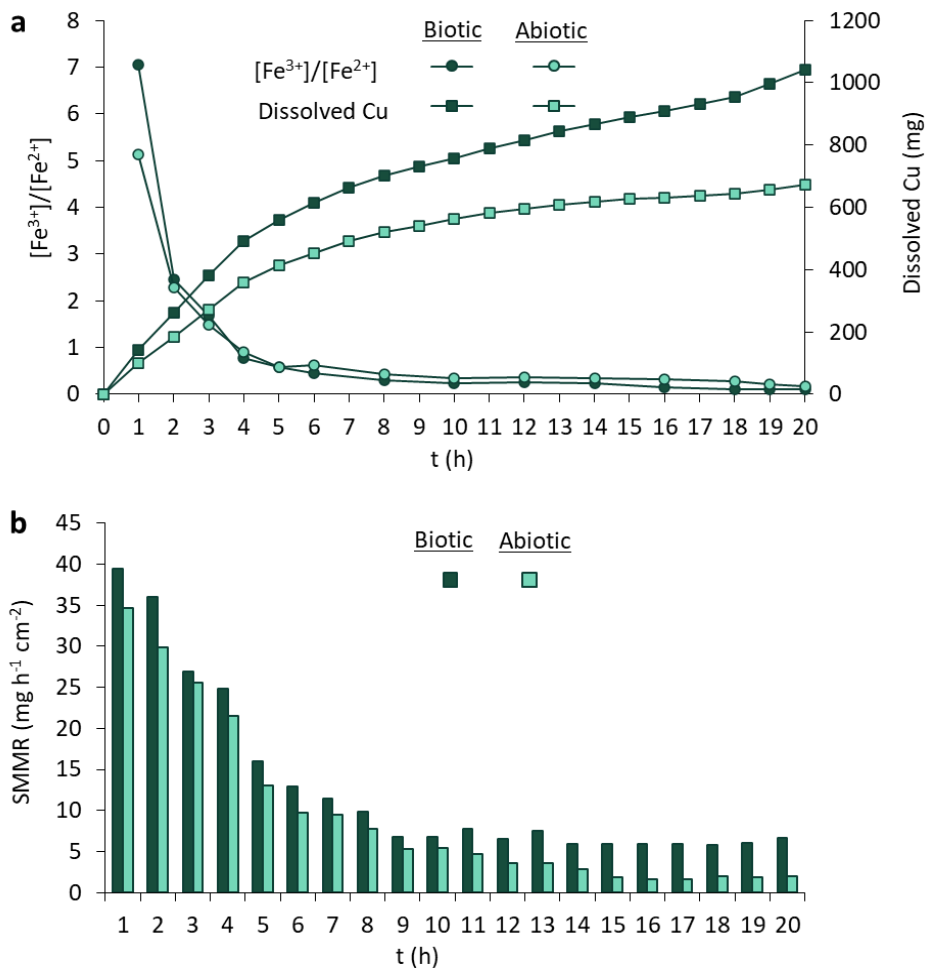 a
Biotic Abiotic
[Fe³⁺]/[Fe²⁺]
Dissolved Cu
8
7
6
5
4
3
2
1
0
[Fe³⁺]/[Fe²⁺]
1200
1000
800
600
400
200
0
Dissolved Cu (mg)
0 1 2 3 4 5 6 7 8 9 10 11 12 13 14 15 16 17 18 19 20
t (h)
b
Biotic Abiotic
45
40
35
30
25
20
15
10
5
0
SMMR (mg h⁻¹ cm⁻²)
1 2 3 4 5 6 7 8 9 10 11 12 13 14 15 16 17 18 19 20
t (h)